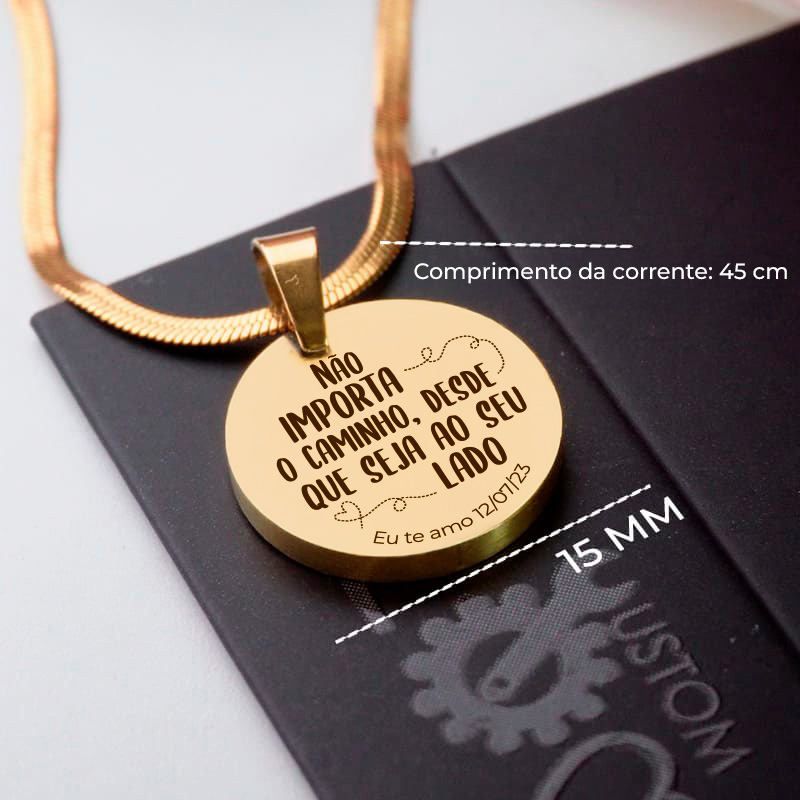 Comprimento da corrente: 45 cm
NÃO
IMPORTA
O CAMINHO, DESDE
QUE SEJA AO SEU
LADO
Eu te amo 12/07/23
15 MM
USTOM